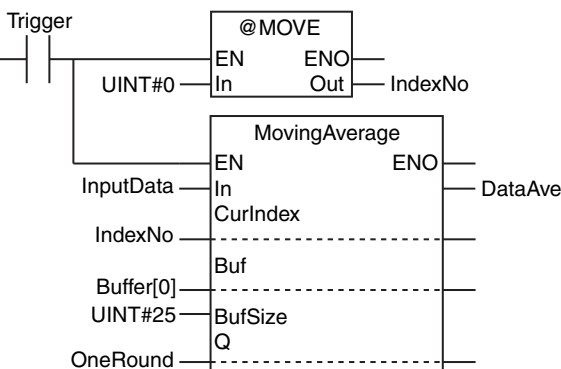 Trigger
@MOVE
EN ENO
UINT#0 In Out IndexNo
MovingAverage
EN ENO
InputData In DataAve
CurIndex
IndexNo
Buf
Buffer[0]
UINT#25 BufSize
Q
OneRound